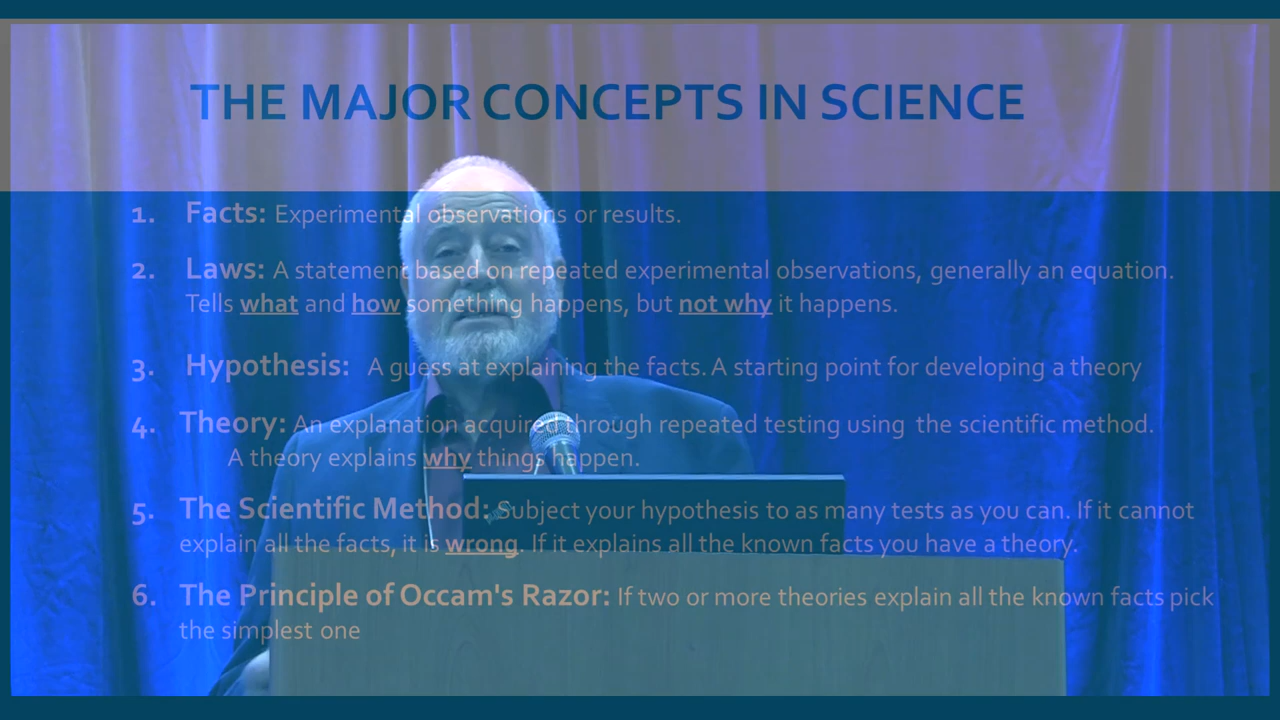 THE MAJOR CONCEPTS IN SCIENCE
1. Facts: Experimental observations or results.
2. Laws: A statement based on repeated experimental observations, generally an equation.
Tells what and how something happens, but not why it happens.
3. Hypothesis: A guess at explaining the facts. A starting point for developing a theory
4. Theory: An explanation acquired through repeated testing using the scientific method.
A theory explains why things happen.
5. The Scientific Method: Subject your hypothesis to as many tests as you can. If it cannot
explain all the facts, it is wrong. If it explains all the known facts you have a theory.
6. The Principle of Occam's Razor: If two or more theories explain all the known facts pick
the simplest one